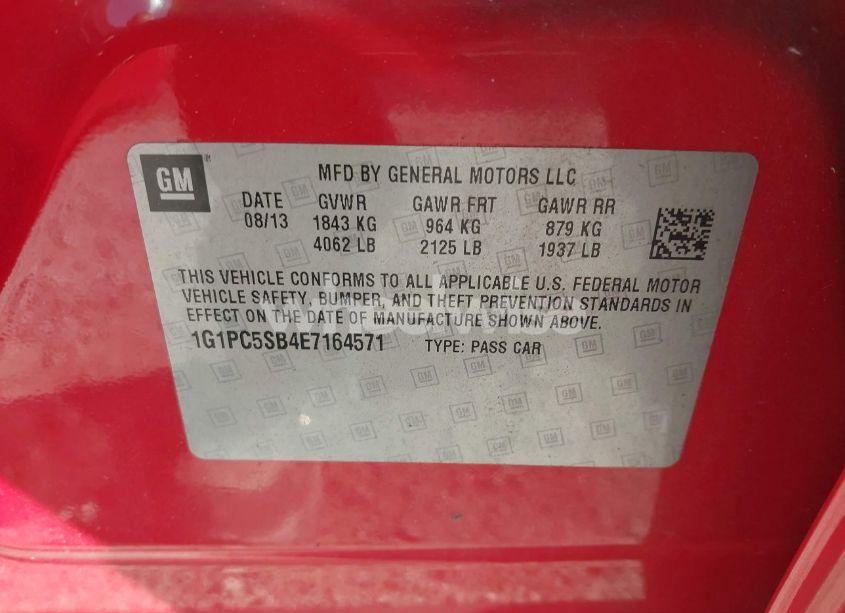 GM
MFD BY GENERAL MOTORS LLC
DATE GVWR GAWR FRT GAWR RR
08/13 1843 KG 964 KG 879 KG
4062 LB 2125 LB 1937 LB
THIS VEHICLE CONFORMS TO ALL APPLICABLE U.S. FEDERAL MOTOR
VEHICLE SAFETY, BUMPER, AND THEFT PREVENTION STANDARDS IN
EFFECT ON THE DATE OF MANUFACTURE SHOWN ABOVE.
1G1PC5SB4E7164571 TYPE: PASS CAR